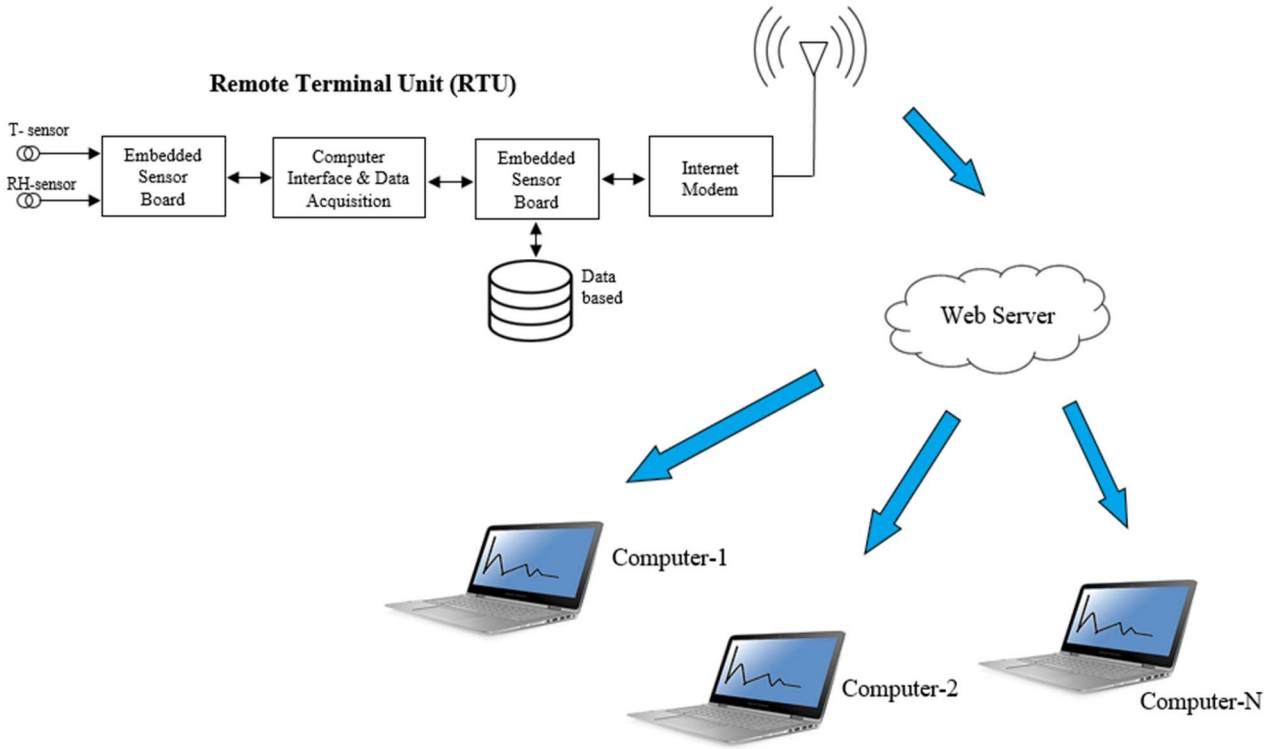 Remote Terminal Unit (RTU)
T- sensor
RH-sensor
Embedded
Sensor
Board
Computer
Interface & Data
Acquisition
Embedded
Sensor
Board
Internet
Modem
Data
based
Web Server
Computer-1
Computer-2
Computer-N